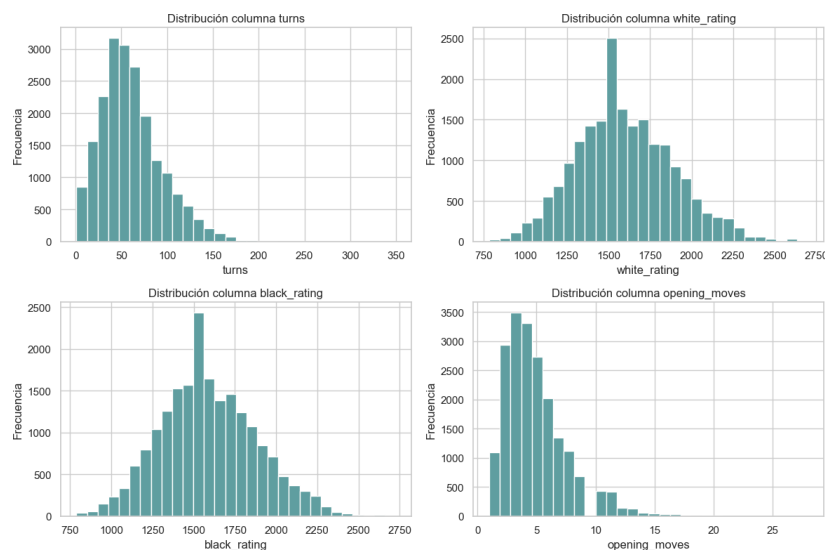 Distribución columna turns
3000
2500
2000
1500
1000
500
0
Frecuencia
0 50 100 150 200 250 300 350
turns
Distribución columna white_rating
2500
2000
1500
1000
500
0
Frecuencia
750 1000 1250 1500 1750 2000 2250 2500 2750
white_rating
Distribución columna black_rating
2500
2000
1500
1000
500
0
Frecuencia
750 1000 1250 1500 1750 2000 2250 2500 2750
black_rating
Distribución columna opening_moves
3500
3000
2500
2000
1500
1000
500
0
Frecuencia
0 5 10 15 20 25
opening_moves